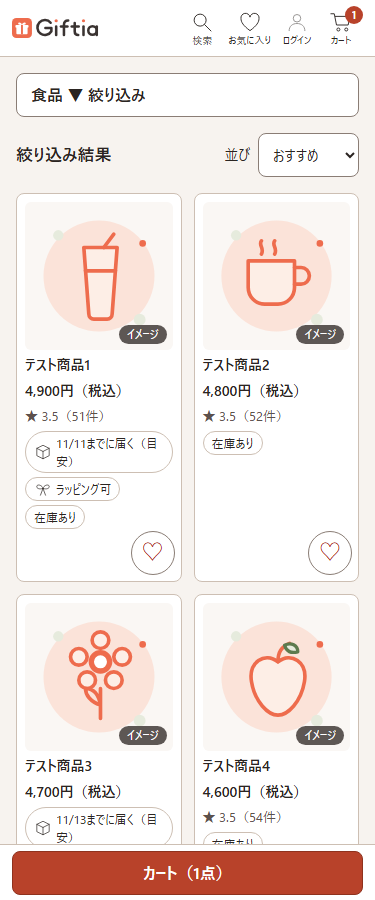 Giftia
検索
お気に入り
ログイン
カート
1
食品 ▼ 絞り込み
絞り込み結果
並び
おすすめ
イメージ
テスト商品1
4,900円（税込）
★ 3.5（51件）
11/11までに届く（目
安）
ラッピング可
在庫あり
イメージ
テスト商品2
4,800円（税込）
★ 3.5（52件）
在庫あり
イメージ
テスト商品3
4,700円（税込）
11/13までに届く（目
安）
イメージ
テスト商品4
4,600円（税込）
★ 3.5（54件）
在庫あり
カート（1点）